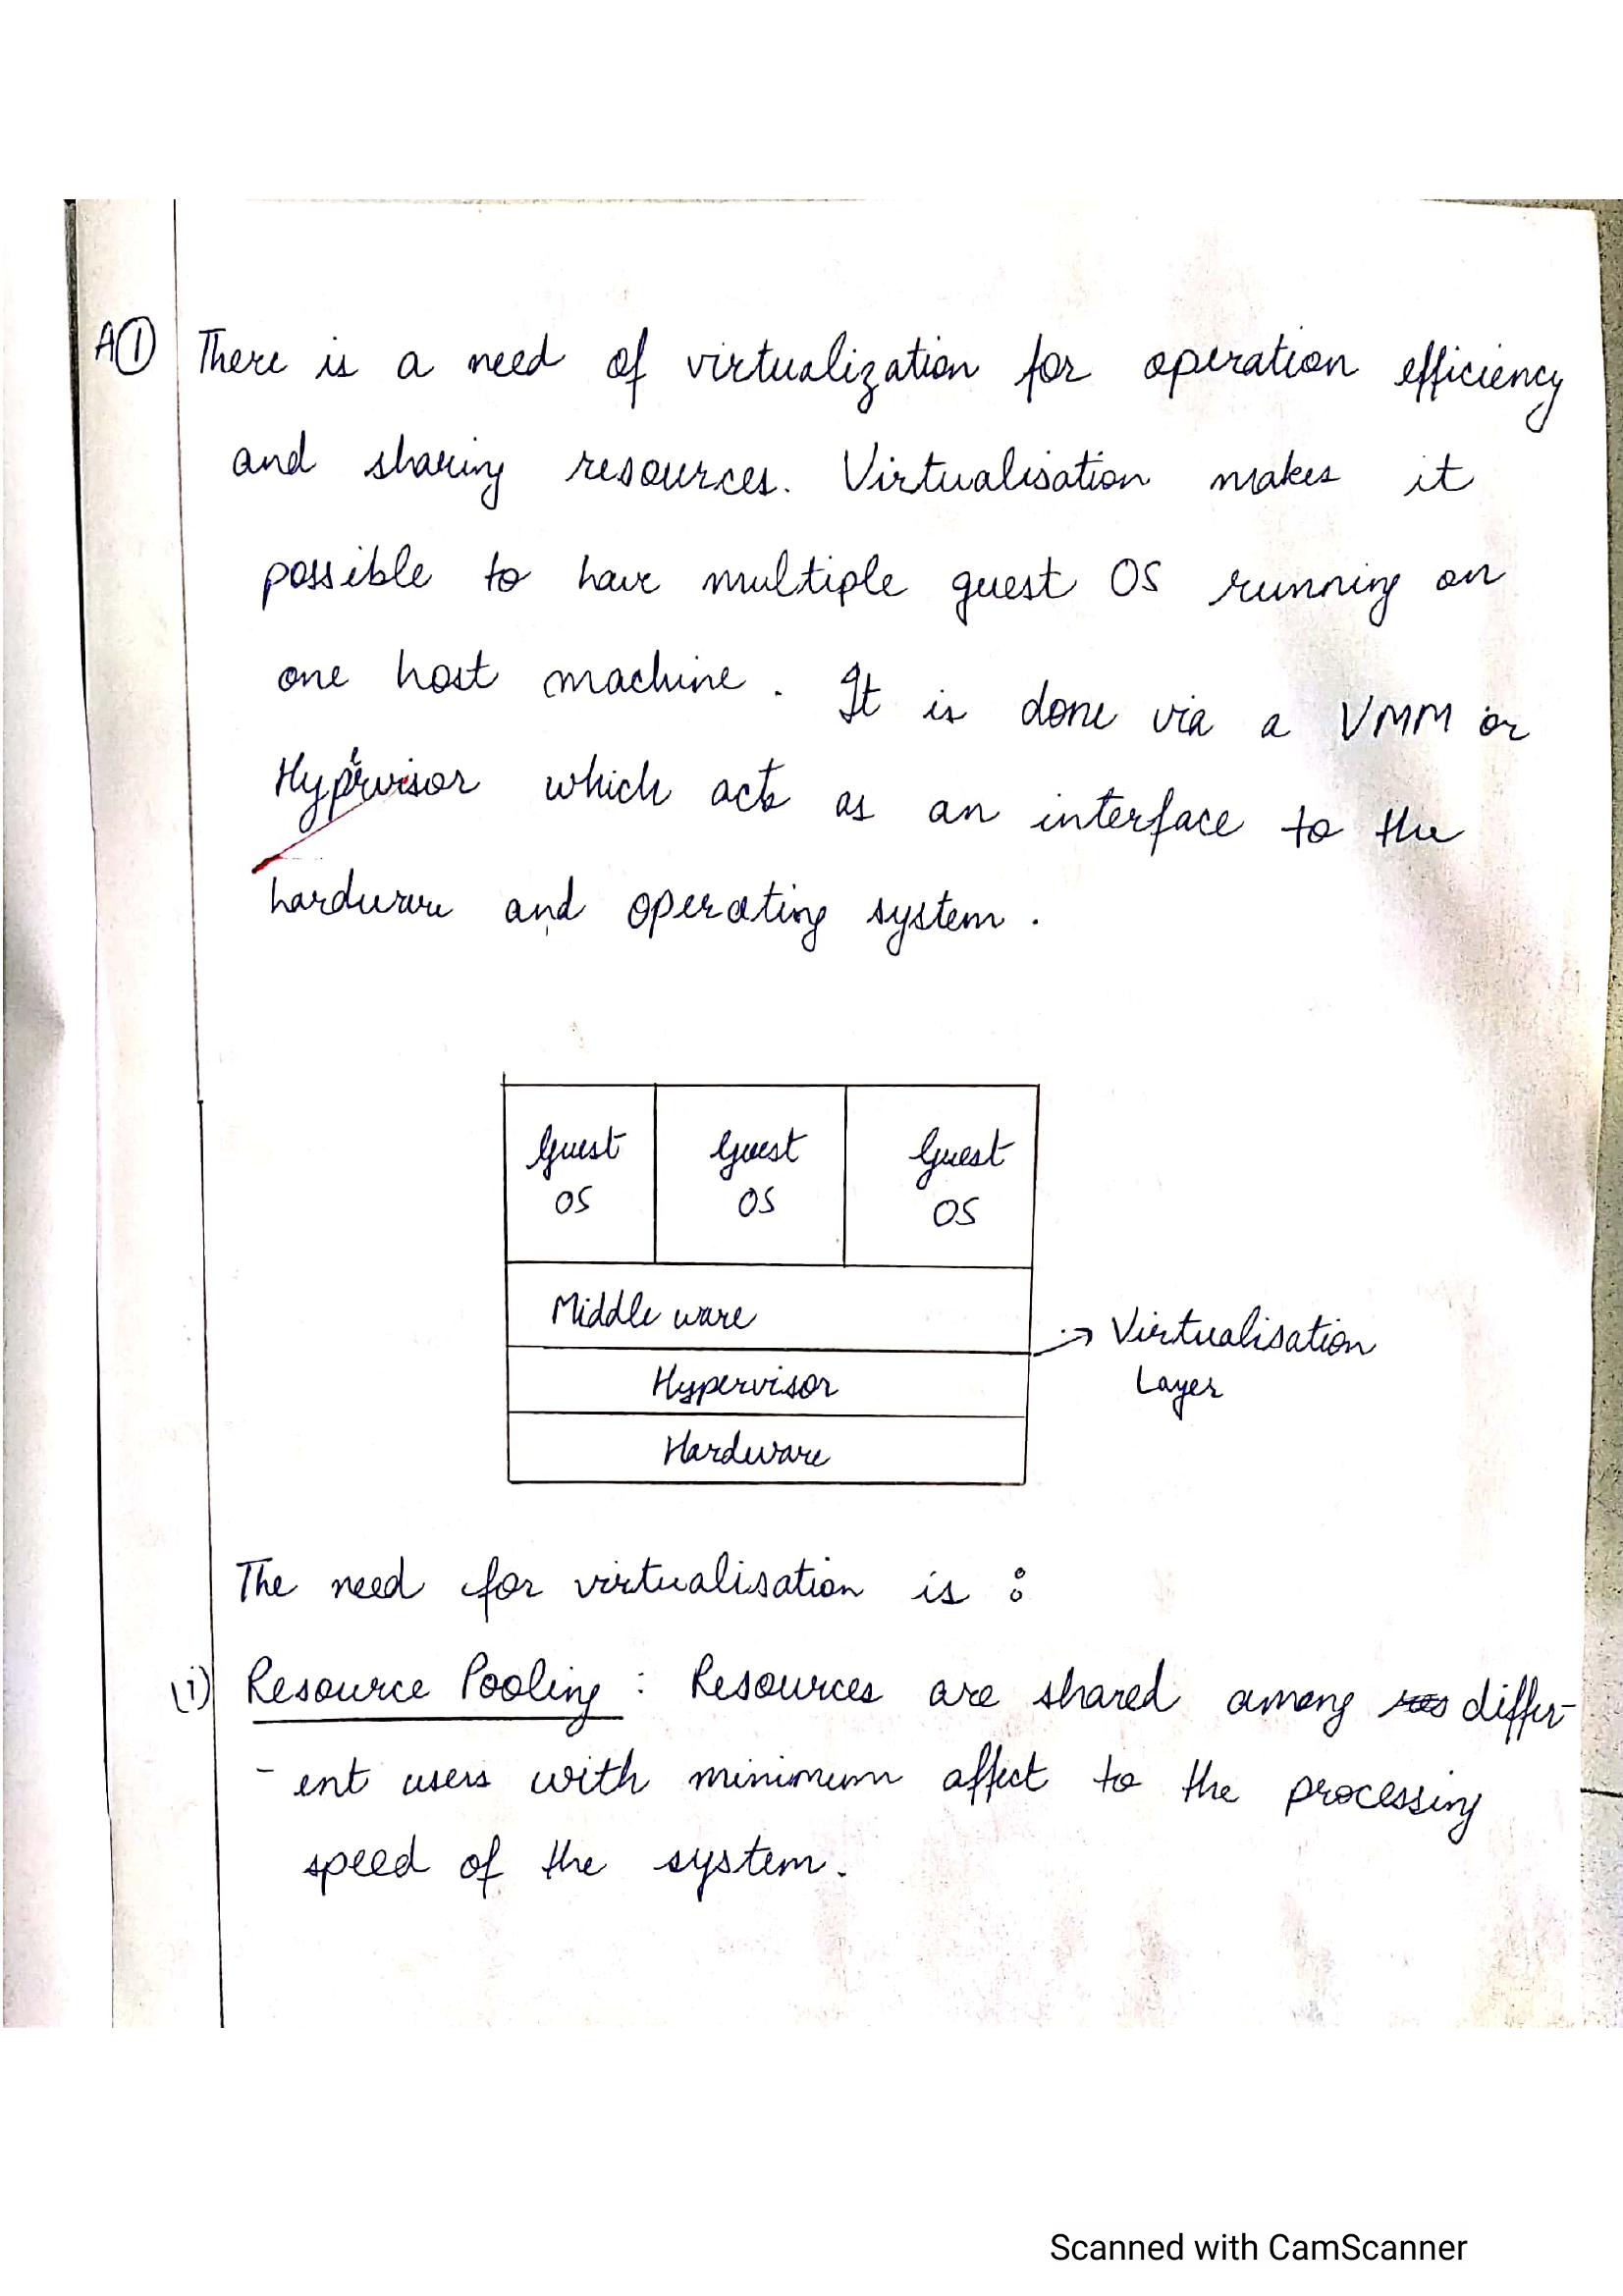 A① There is a need of virtualization for operation efficiency
and sharing resources. Virtualisation makes it
possible to have multiple guest OS running on
one host machine. It is done via a VMM or
Hypervisor which acts as an interface to the
hardware and operating system.
Guest OS Guest OS Guest OS
Middle ware
Hypervisor
Hardware
→ Virtualisation
Layer
The need for virtualisation is :
(i) Resource Pooling : Resources are shared among differ-
- ent users with minimum affect to the processing
speed of the system.
Scanned with CamScanner